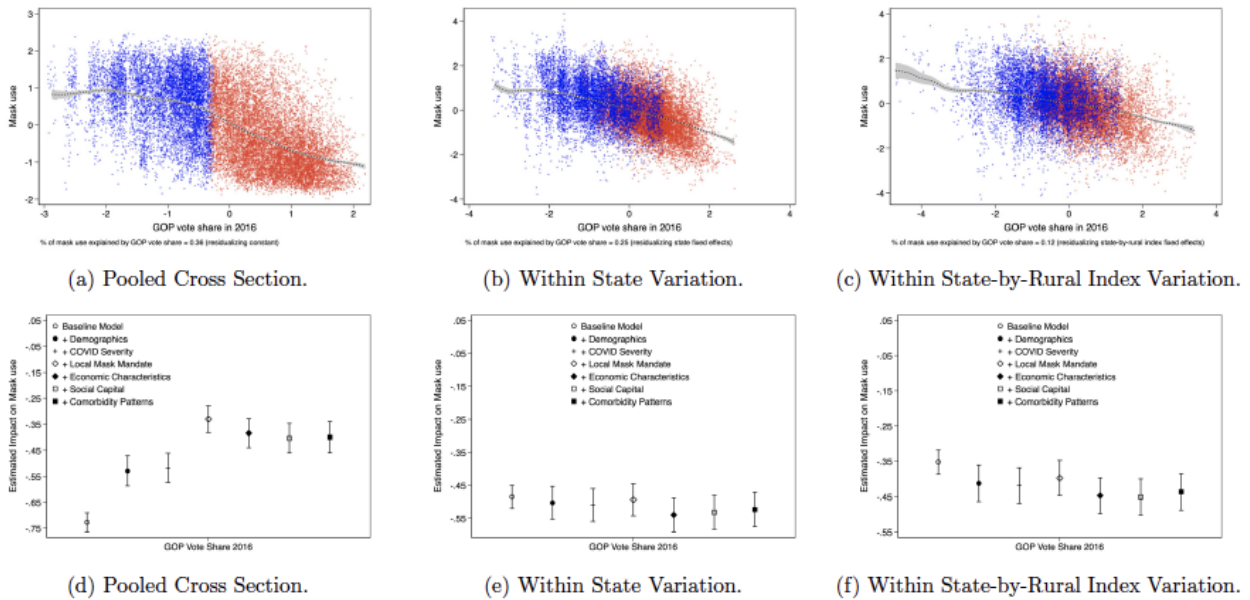 3
2
1
0
-1
-2
Mask use
-3 -2 -1 0 1 2
GOP vote share in 2016
% of mask use explained by GOP vote share = 0.36 (residualizing constant)
(a) Pooled Cross Section.
4
2
0
-2
-4
Mask use
-4 -2 0 2 4
GOP vote share in 2016
% of mask use explained by GOP vote share = 0.25 (residualizing state fixed effects)
(b) Within State Variation.
4
2
0
-2
-4
Mask use
-4 -2 0 2 4
GOP vote share in 2016
% of mask use explained by GOP vote share = 0.12 (residualizing state-by-rural index fixed effects)
(c) Within State-by-Rural Index Variation.
.05
-.05
-.15
-.25
-.35
-.45
-.55
-.65
-.75
Estimated Impact on Mask use
Baseline Model
+ Demographics
+ COVID Severity
+ Local Mask Mandate
+ Economic Characteristics
+ Social Capital
+ Comorbidity Patterns
GOP Vote Share 2016
(d) Pooled Cross Section.
.05
-.05
-.15
-.25
-.35
-.45
-.55
Estimated Impact on Mask use
Baseline Model
+ Demographics
+ COVID Severity
+ Local Mask Mandate
+ Economic Characteristics
+ Social Capital
+ Comorbidity Patterns
GOP Vote Share 2016
(e) Within State Variation.
.05
-.05
-.15
-.25
-.35
-.45
-.55
Estimated Impact on Mask use
Baseline Model
+ Demographics
+ COVID Severity
+ Local Mask Mandate
+ Economic Characteristics
+ Social Capital
+ Comorbidity Patterns
GOP Vote Share 2016
(f) Within State-by-Rural Index Variation.